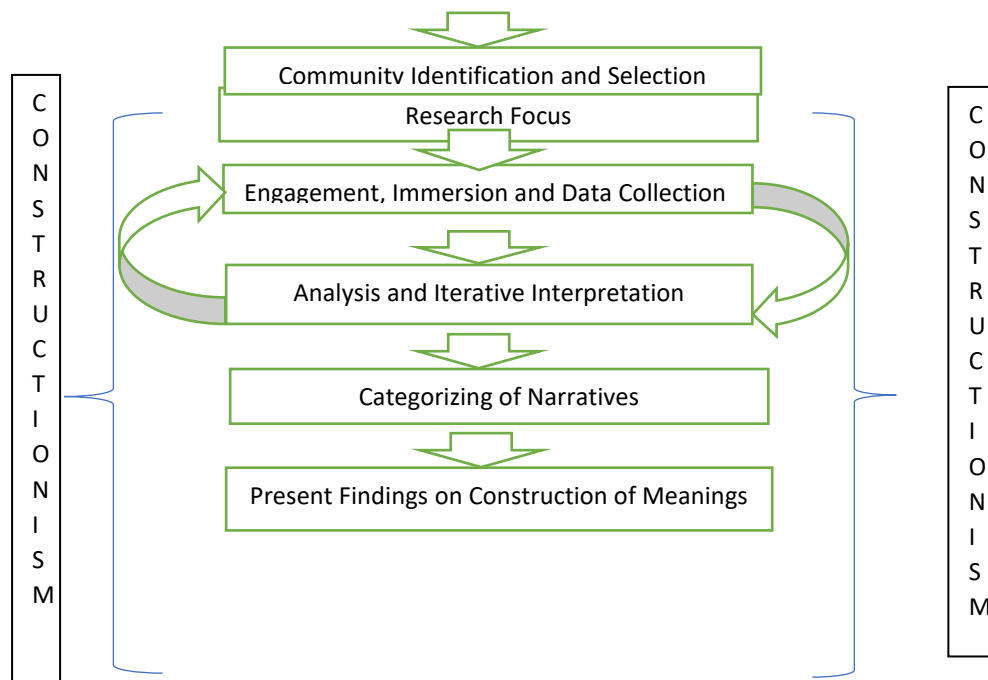 CONSTRUCTIONISM
Community Identification and Selection
Research Focus
Engagement, Immersion and Data Collection
Analysis and Iterative Interpretation
Categorizing of Narratives
Present Findings on Construction of Meanings
CONSTRUCTIONISM